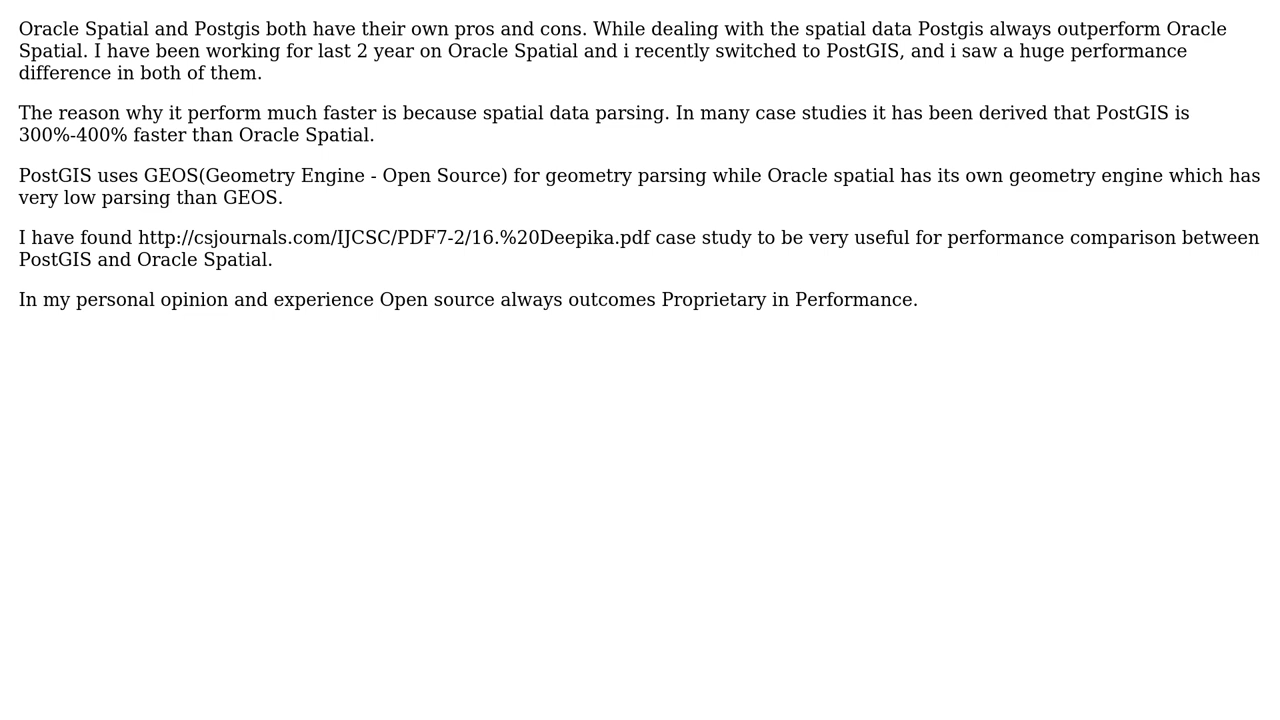 Oracle Spatial and Postgis both have their own pros and cons. While dealing with the spatial data Postgis always outperform Oracle
Spatial. I have been working for last 2 year on Oracle Spatial and i recently switched to PostGIS, and i saw a huge performance
difference in both of them.
The reason why it perform much faster is because spatial data parsing. In many case studies it has been derived that PostGIS is
300%-400% faster than Oracle Spatial.
PostGIS uses GEOS(Geometry Engine - Open Source) for geometry parsing while Oracle spatial has its own geometry engine which has
very low parsing than GEOS.
I have found http://csjournals.com/IJCSC/PDF7-2/16.%20Deepika.pdf case study to be very useful for performance comparison between
PostGIS and Oracle Spatial.
In my personal opinion and experience Open source always outcomes Proprietary in Performance.